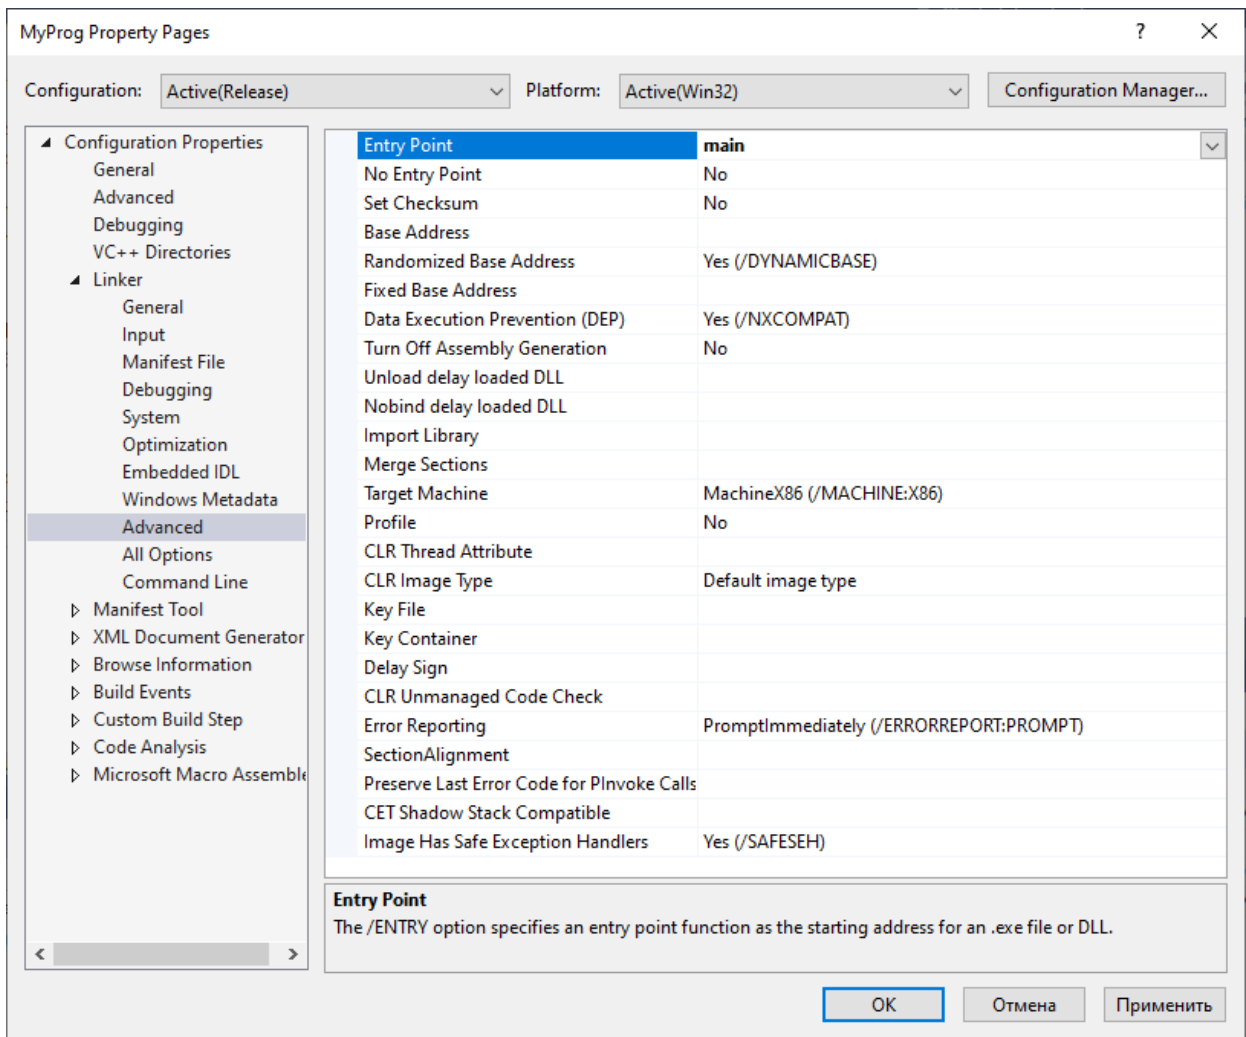 MyProg Property Pages
?
Configuration: Active(Release) Platform: Active(Win32) Configuration Manager...
Configuration Properties
General
Advanced
Debugging
VC++ Directories
Linker
General
Input
Manifest File
Debugging
System
Optimization
Embedded IDL
Windows Metadata
Advanced
All Options
Command Line
Manifest Tool
XML Document Generator
Browse Information
Build Events
Custom Build Step
Code Analysis
Microsoft Macro Assemble
Entry Point main
No Entry Point No
Set Checksum No
Base Address
Randomized Base Address Yes (/DYNAMICBASE)
Fixed Base Address
Data Execution Prevention (DEP) Yes (/NXCOMPAT)
Turn Off Assembly Generation No
Unload delay loaded DLL
Nobind delay loaded DLL
Import Library
Merge Sections
Target Machine MachineX86 (/MACHINE:X86)
Profile No
CLR Thread Attribute
CLR Image Type Default image type
Key File
Key Container
Delay Sign
CLR Unmanaged Code Check
Error Reporting PromptImmediately (/ERRORREPORT:PROMPT)
SectionAlignment
Preserve Last Error Code for PInvoke Calls
CET Shadow Stack Compatible
Image Has Safe Exception Handlers Yes (/SAFESEH)
Entry Point
The /ENTRY option specifies an entry point function as the starting address for an .exe file or DLL.
OK Отмена Применить